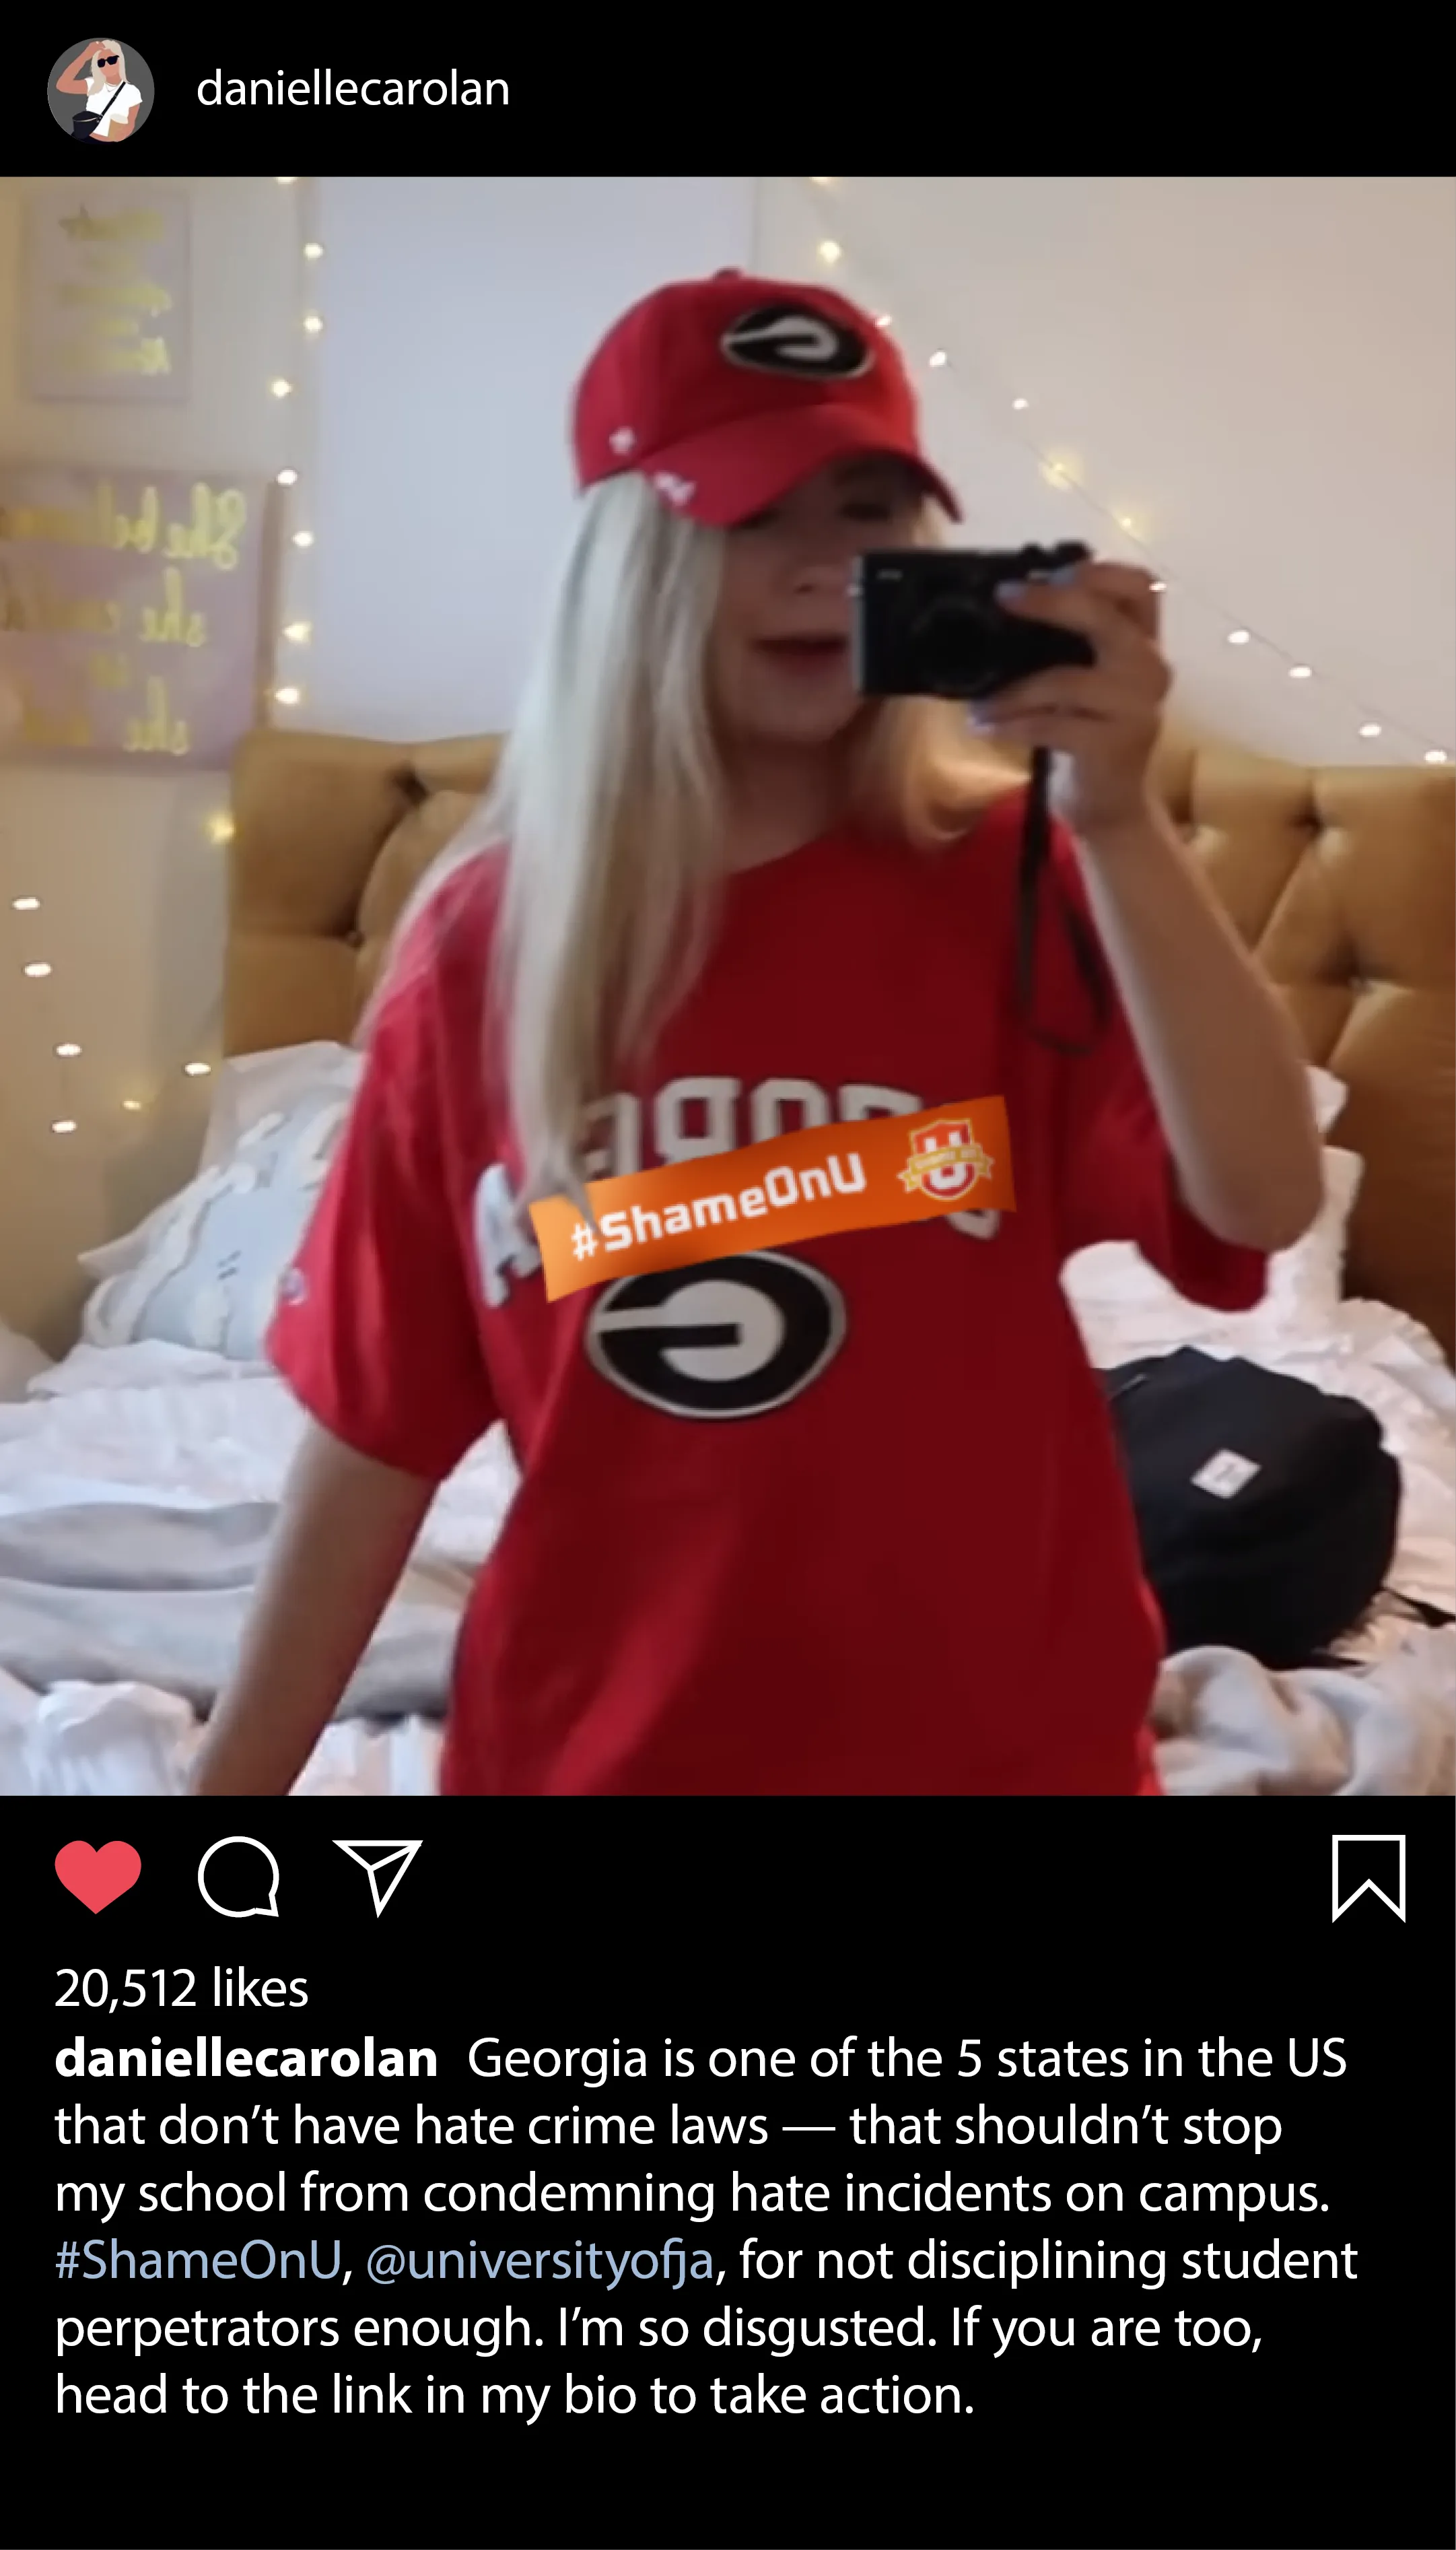 daniellecarolan
G
She
she
she
#ShameOnU U
G
20,512 likes
daniellecarolan Georgia is one of the 5 states in the US
that don't have hate crime laws — that shouldn't stop
my school from condemning hate incidents on campus.
#ShameOnU, @universityofja, for not disciplining student
perpetrators enough. I'm so disgusted. If you are too,
head to the link in my bio to take action.